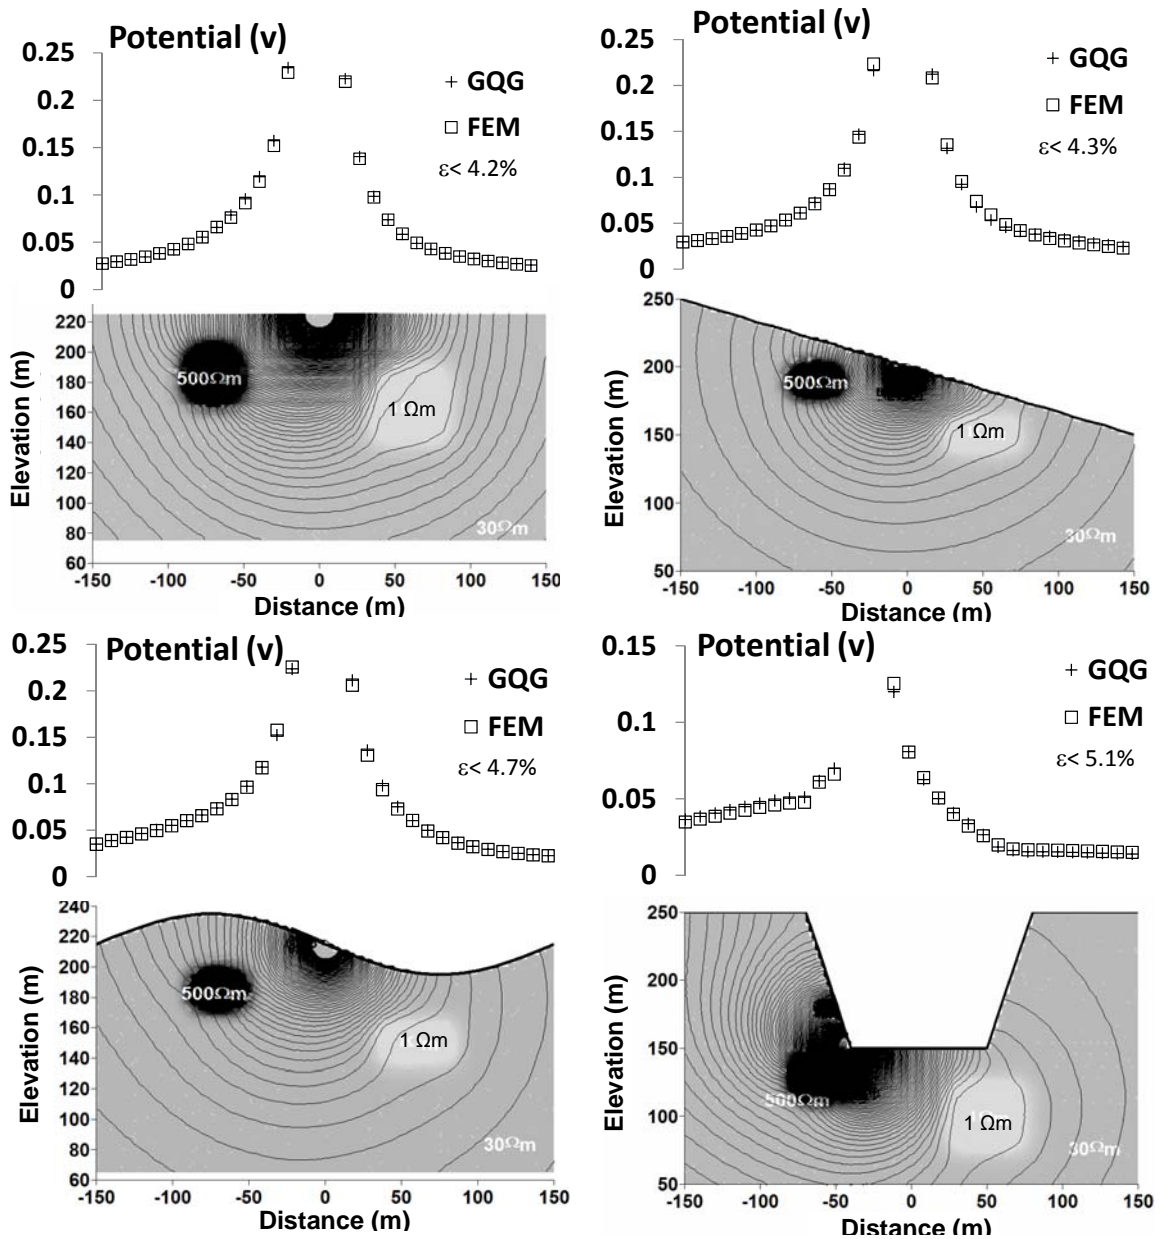 Potential (v)
0.25
0.2
0.15
0.1
0.05
0
+ GQG
□ FEM
ε< 4.2%
220
200
180
160
140
120
100
80
60
Elevation (m)
500Ωm
1 Ωm
30Ωm
-150 -100 -50 0 50 100 150
Distance (m)
Potential (v)
0.25
0.2
0.15
0.1
0.05
0
+ GQG
□ FEM
ε< 4.3%
250
200
150
100
50
Elevation (m)
500Ωm
1 Ωm
30Ωm
-150 -100 -50 0 50 100 150
Distance (m)
Potential (v)
0.25
0.2
0.15
0.1
0.05
0
+ GQG
□ FEM
ε< 4.7%
240
220
200
180
160
140
120
100
80
60
Elevation (m)
500Ωm
1 Ωm
30Ωm
-150 -100 -50 0 50 100 150
Distance (m)
Potential (v)
0.15
0.1
0.05
0
+ GQG
□ FEM
ε< 5.1%
250
200
150
100
50
Elevation (m)
500Ωm
1 Ωm
30Ωm
-150 -100 -50 0 50 100 150
Distance (m)